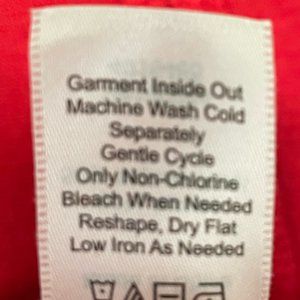 Garment Inside Out
Machine Wash Cold
Separately
Gentle Cycle
Only Non-Chlorine
Bleach When Needed
Reshape, Dry Flat
Low Iron As Needed